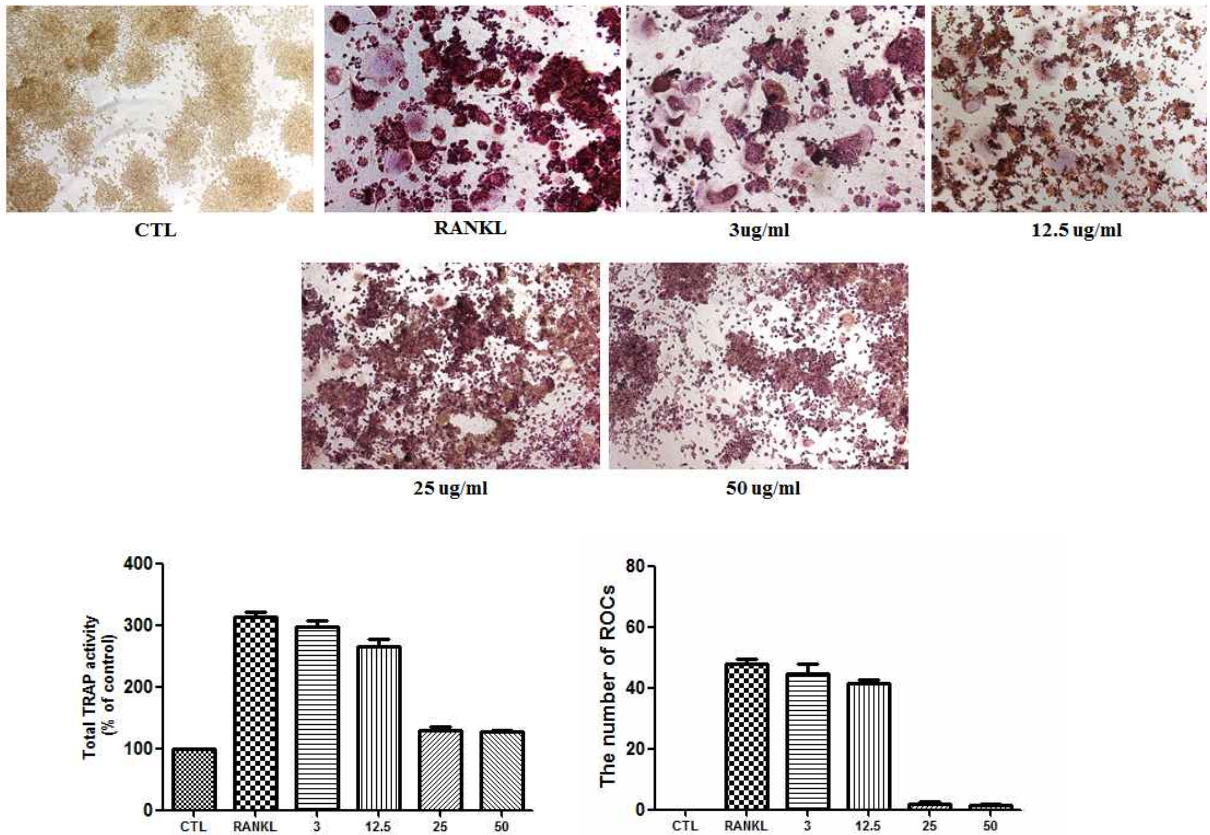 CTL
RANKL
3ug/ml
12.5 ug/ml
25 ug/ml
50 ug/ml
Total TRAP activity
(% of control)
400
300
200
100
0
CTL
RANKL
3
12.5
25
50
The number of ROCs
80
60
40
20
0
CTL
RANKL
3
12.5
25
50